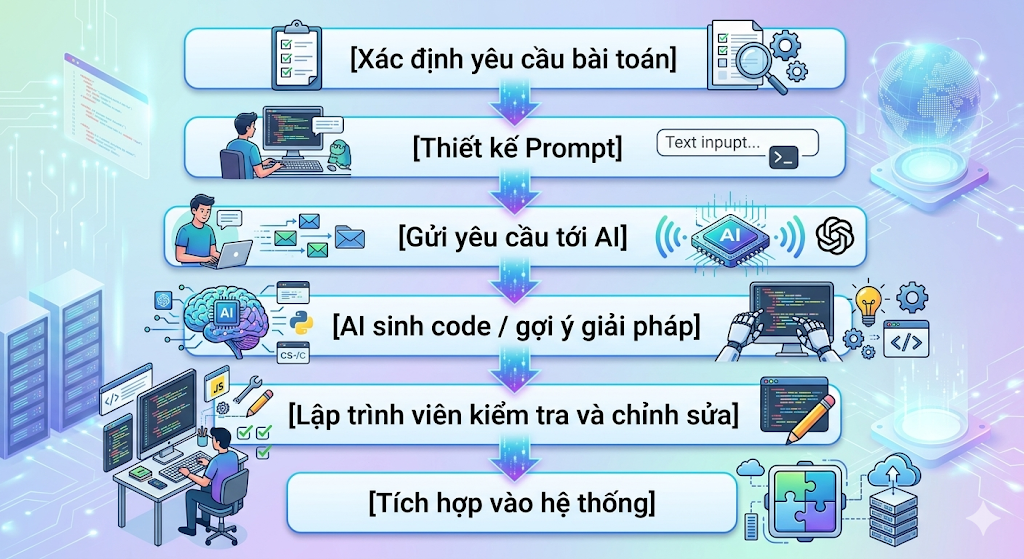 [Xác định yêu cầu bài toán]
[Thiết kế Prompt]
Text inpupt...
>_
[Gửi yêu cầu tới AI]
AI
AI
[AI sinh code / gợi ý giải pháp]
CS-/C
</>
</>
JS
[Lập trình viên kiểm tra và chỉnh sửa]
[Tích hợp vào hệ thống]